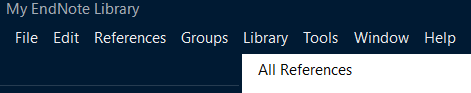 My EndNote Library
File Edit References Groups Library Tools Window Help
All References